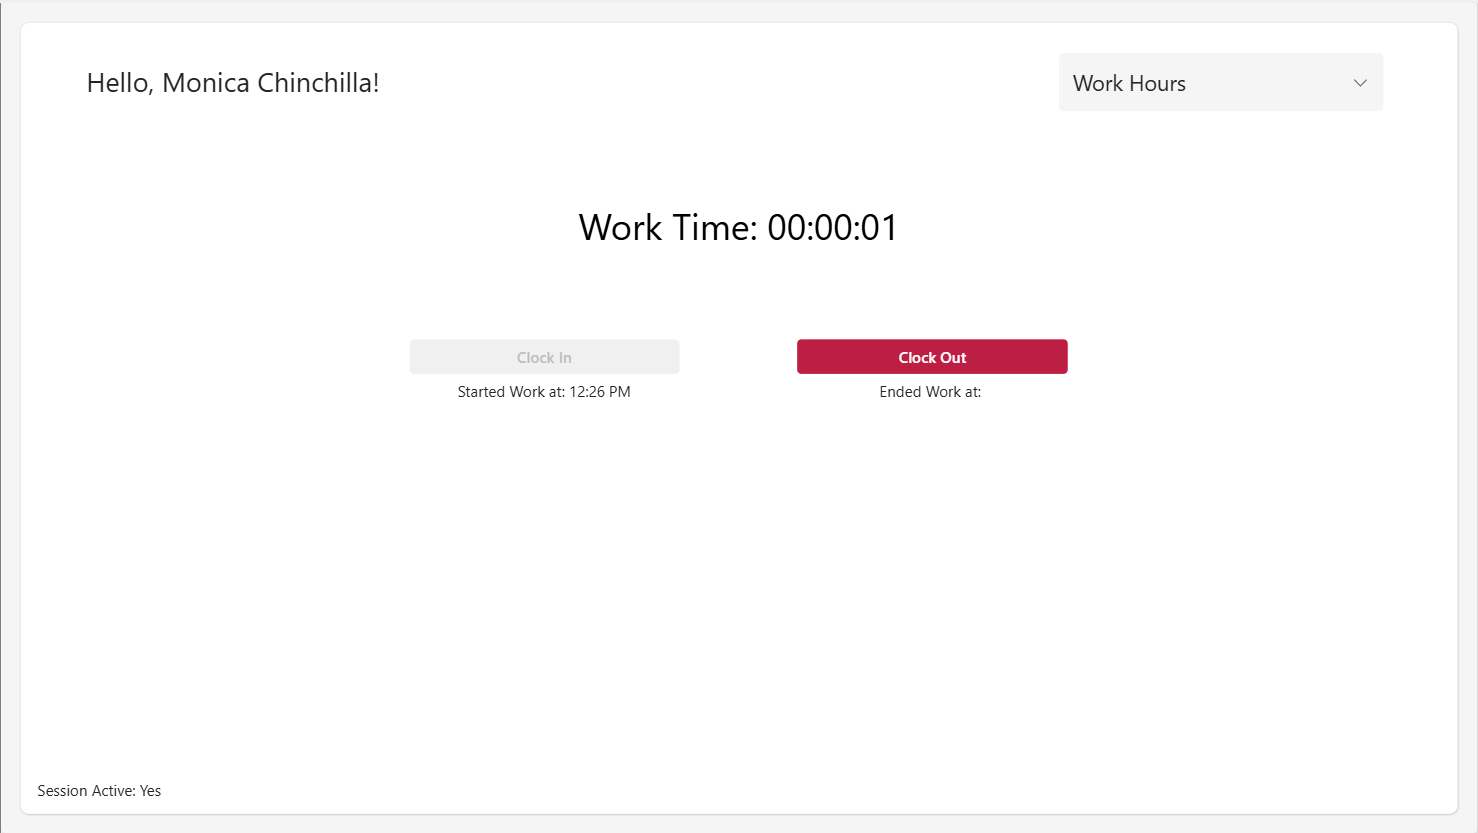 Hello, Monica Chinchilla!
Work Hours
Work Time: 00:00:01
Clock In
Clock Out
Started Work at: 12:26 PM
Ended Work at:
Session Active: Yes